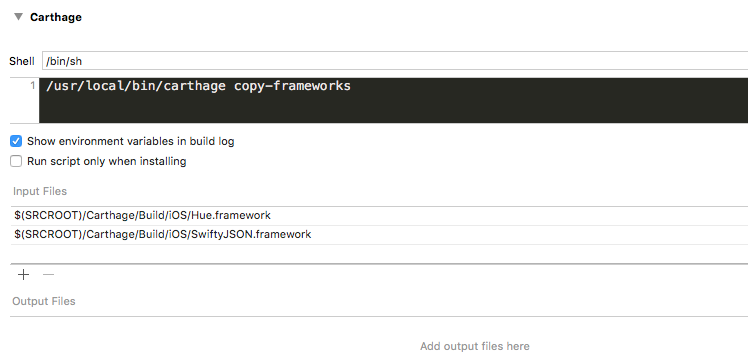 Carthage
Shell /bin/sh
1 /usr/local/bin/carthage copy-frameworks
Show environment variables in build log
Run script only when installing
Input Files
$(SRCROOT)/Carthage/Build/iOS/Hue.framework
$(SRCROOT)/Carthage/Build/iOS/SwiftyJSON.framework
Output Files
Add output files here